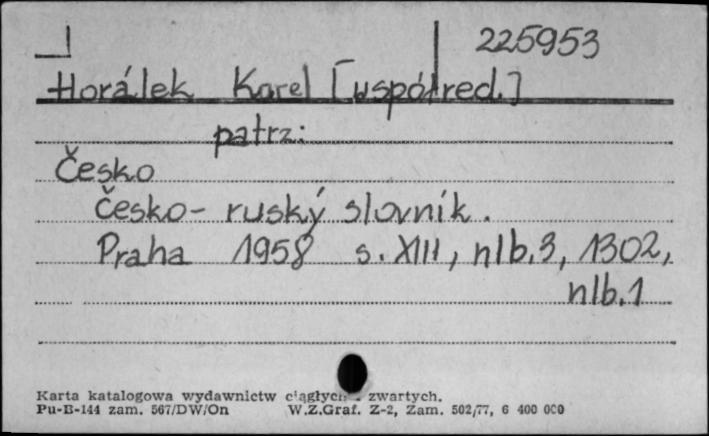 225953
Horálek Karel [współred.]
patrz:
Česko
Česko - ruský slovník.
Praha 1958 s. XIII, nlb.3, 1302,
nlb.1
Karta katalogowa wydawnictw ciągłych i zwartych.
Pu-B-144 zam. 567/DW/On W.Z.Graf. Z-2, Zam. 502/77, 6 400 000